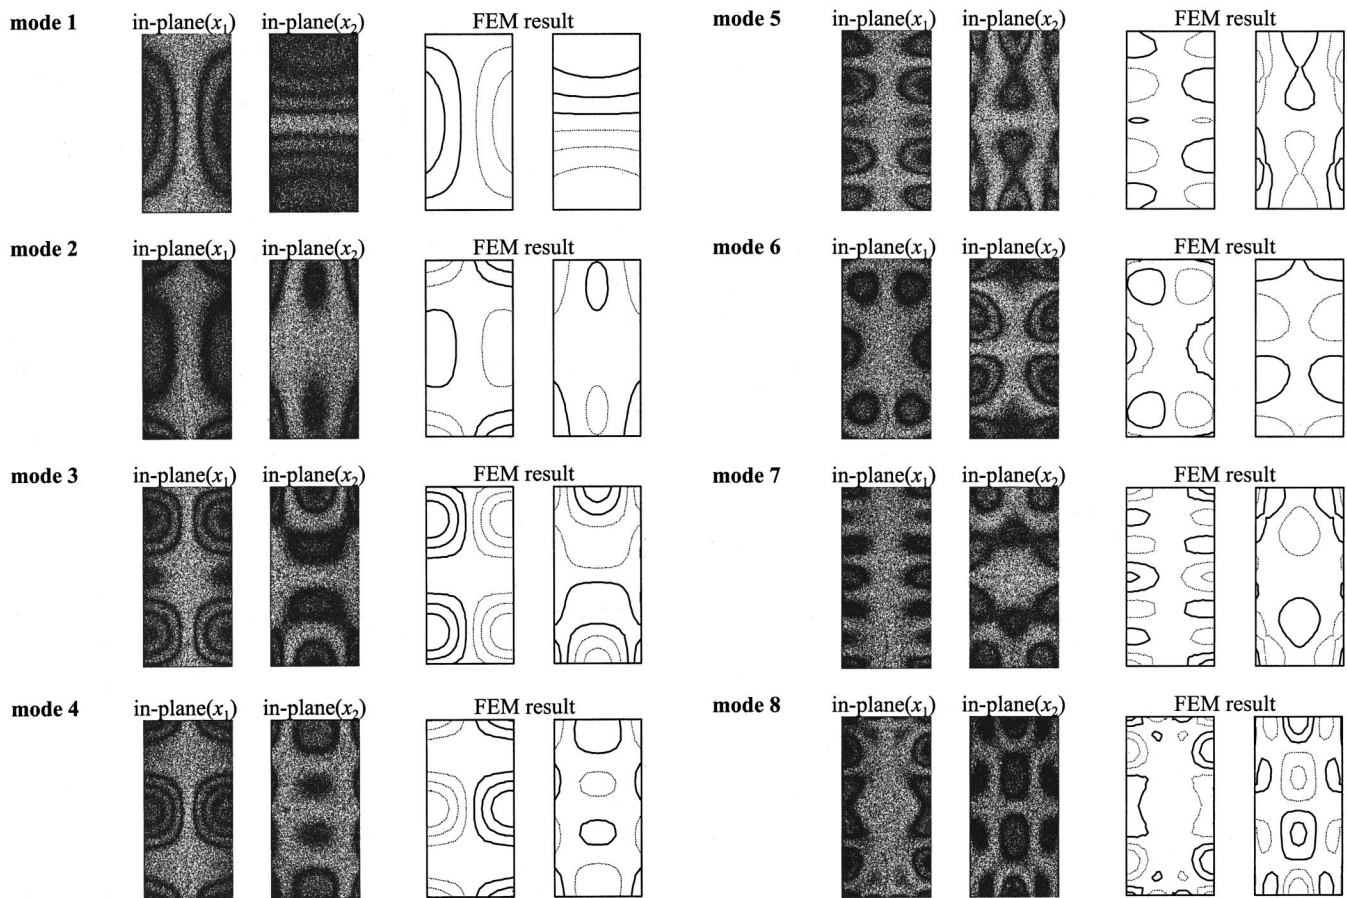 mode 1 in-plane(x₁) in-plane(x₂) FEM result
mode 5 in-plane(x₁) in-plane(x₂) FEM result
mode 2 in-plane(x₁) in-plane(x₂) FEM result
mode 6 in-plane(x₁) in-plane(x₂) FEM result
mode 3 in-plane(x₁) in-plane(x₂) FEM result
mode 7 in-plane(x₁) in-plane(x₂) FEM result
mode 4 in-plane(x₁) in-plane(x₂) FEM result
mode 8 in-plane(x₁) in-plane(x₂) FEM result